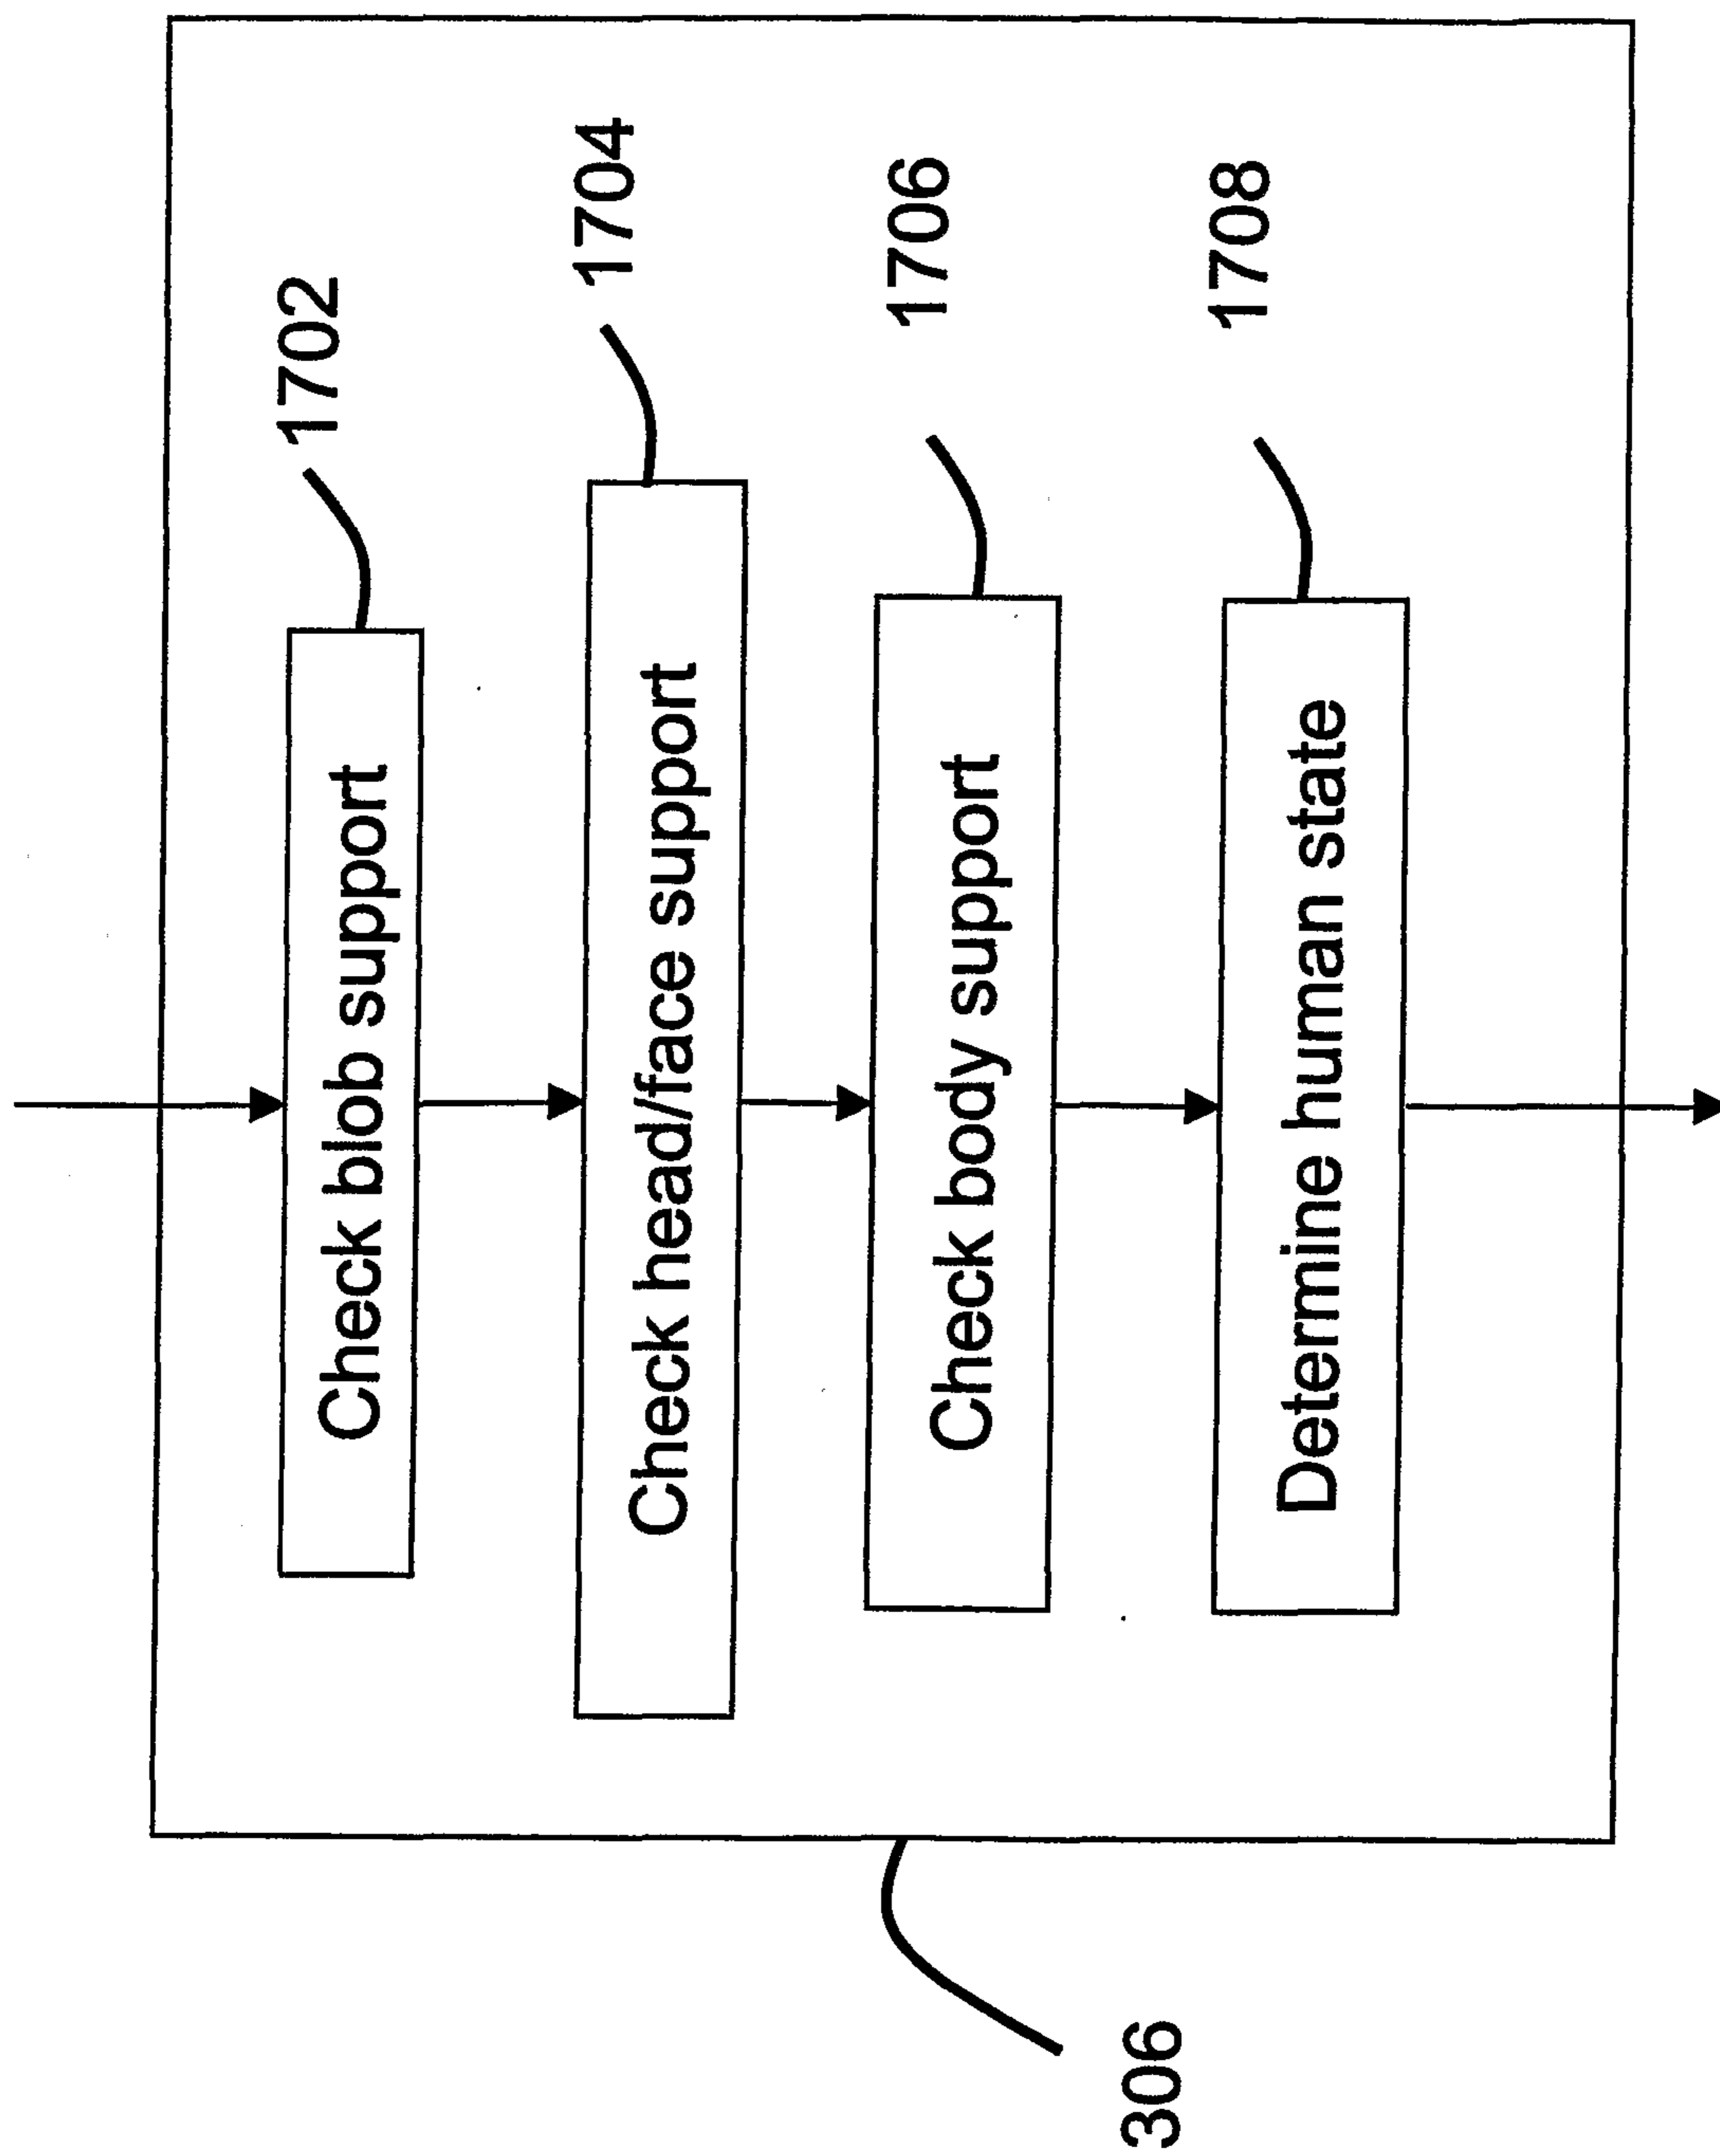 1702
Check blob support
1704
Check head/face support
1706
Check body support
1708
Determine human state
306